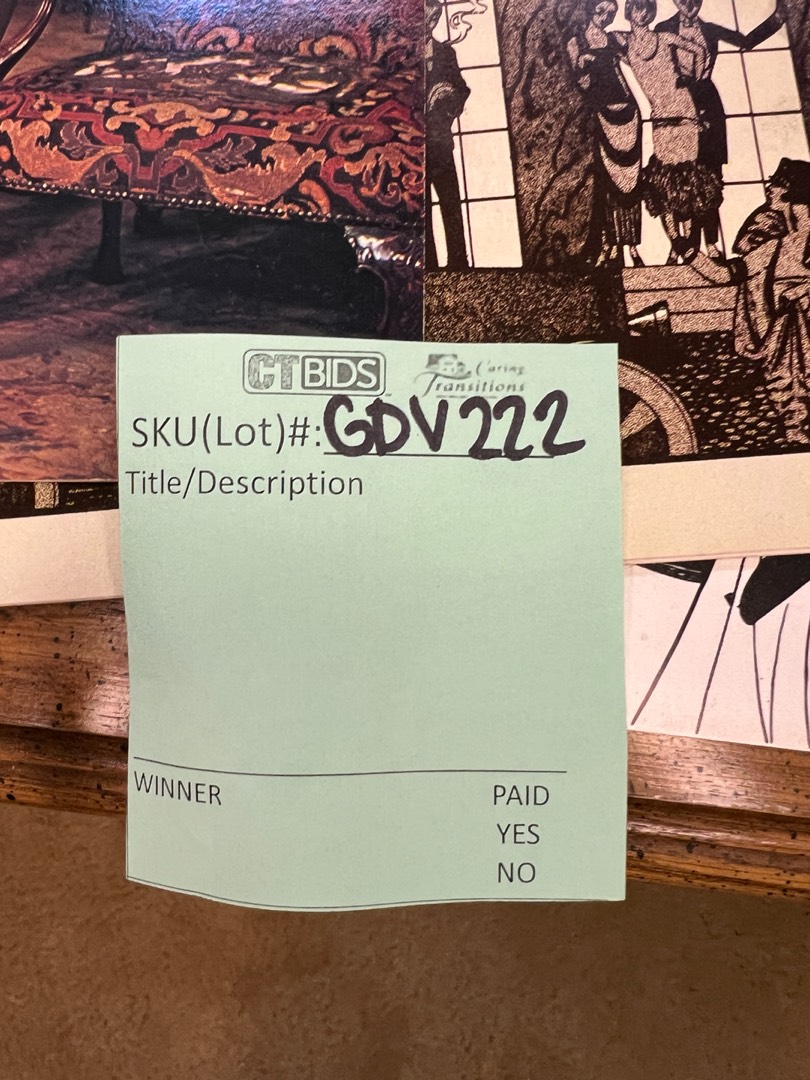 CTBIDS Caring Transitions
SKU(Lot)#: GDV222
Title/Description
WINNER PAID
YES
NO